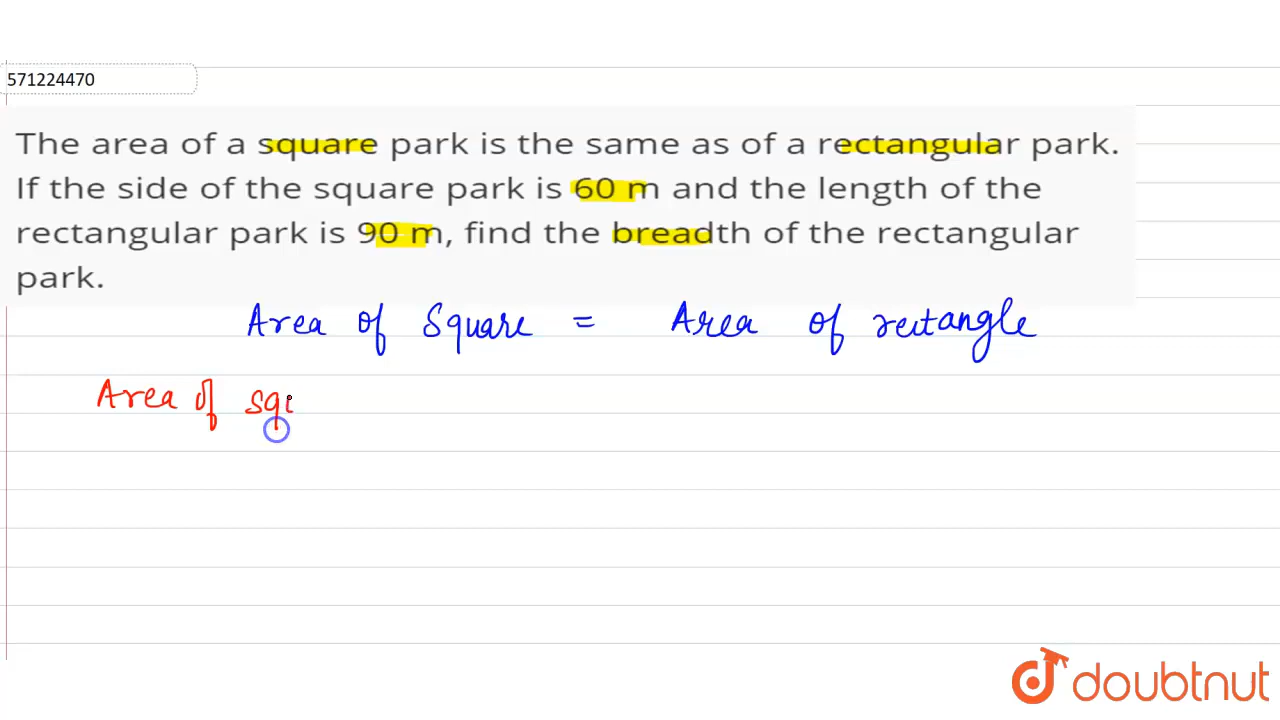 571224470
The area of a square park is the same as of a rectangular park.
If the side of the square park is 60 m and the length of the
rectangular park is 90 m, find the breadth of the rectangular
park.
Area of Square = Area of rectangle
Area of squ
doubtnut